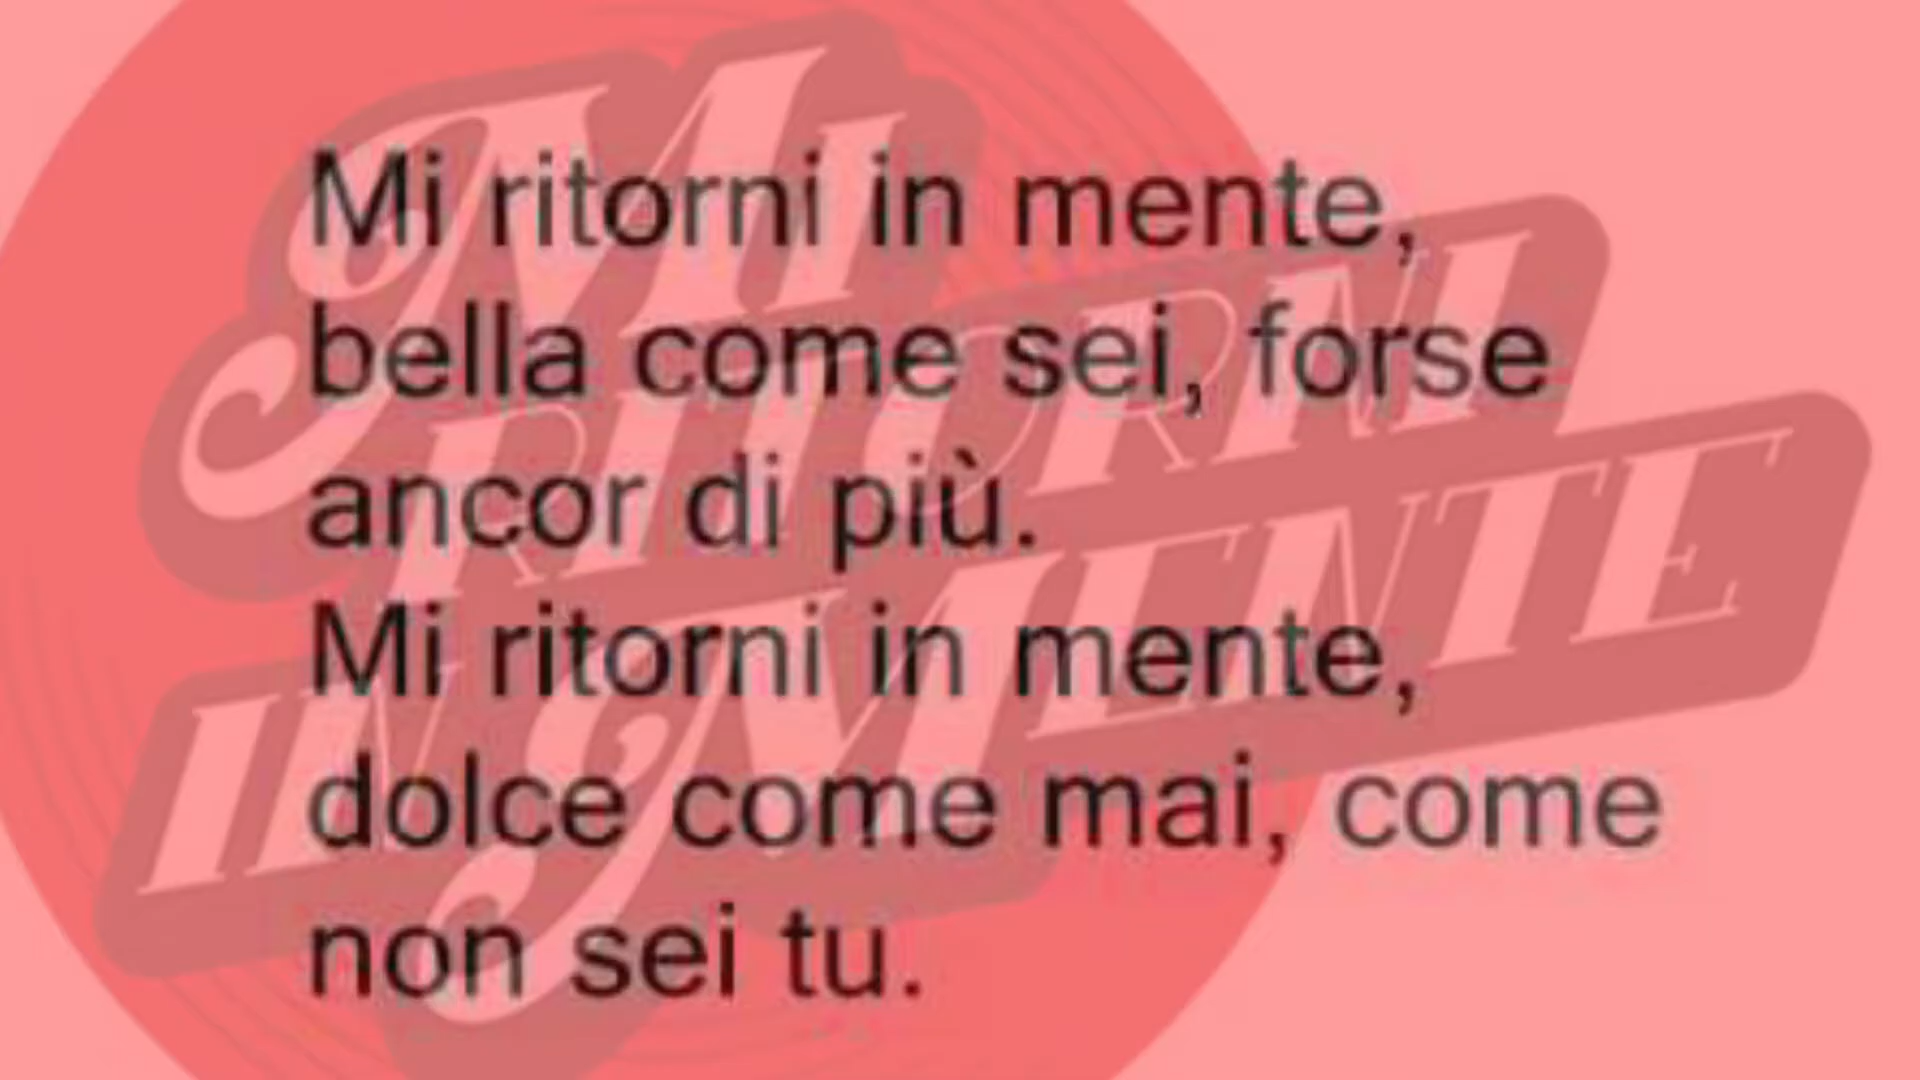 MI
RITORNI
IN MENTE
Mi ritorni in mente,
bella come sei, forse
ancor di più.
Mi ritorni in mente,
dolce come mai, come
non sei tu.